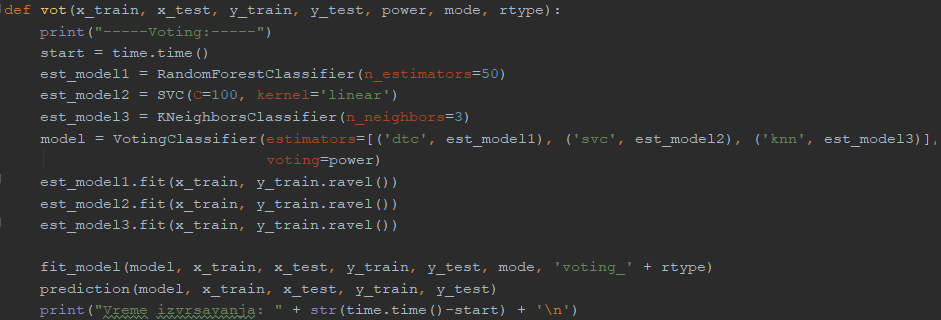 def vot(x_train, x_test, y_train, y_test, power, mode, rtype):
    print("-----Voting:-----")
    start = time.time()
    est_model1 = RandomForestClassifier(n_estimators=50)
    est_model2 = SVC(C=100, kernel='linear')
    est_model3 = KNeighborsClassifier(n_neighbors=3)
    model = VotingClassifier(estimators=[('dtc', est_model1), ('svc', est_model2), ('knn', est_model3)],
                             voting=power)
    est_model1.fit(x_train, y_train.ravel())
    est_model2.fit(x_train, y_train.ravel())
    est_model3.fit(x_train, y_train.ravel())

    fit_model(model, x_train, x_test, y_train, y_test, mode, 'voting_' + rtype)
    prediction(model, x_train, x_test, y_train, y_test)
    print("Vreme izvrsavanja: " + str(time.time()-start) + '\n')